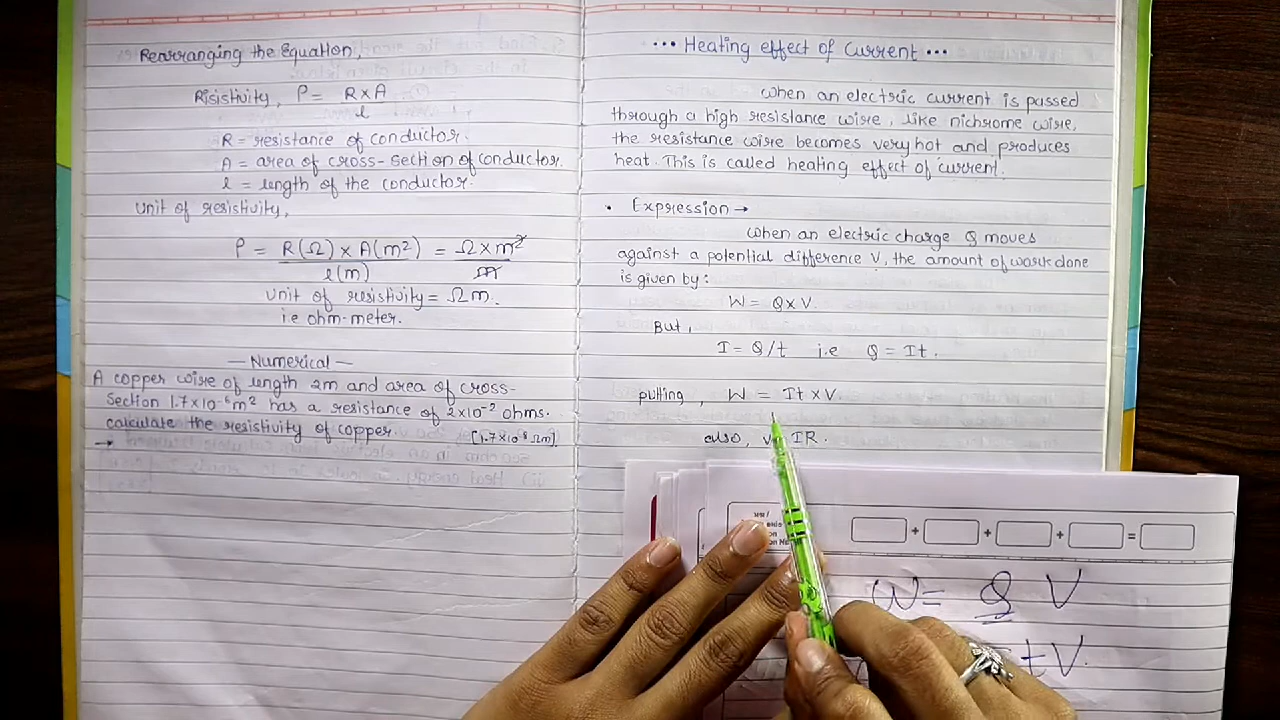 Rearranging the Equation,
Risistivity, ρ = R×A
l
R = resistance of conductor.
A = area of cross-section of conductor.
l = length of the conductor.
Unit of resistivity,
ρ = R(Ω) × A(m²) = Ω×m²
l(m) m
Unit of resistivity = Ωm.
i.e ohm-meter.
— Numerical —
A copper wire of length 2m and area of cross-
section 1.7×10⁻⁶m² has a resistance of 2×10⁻² ohms.
calculate the resistivity of copper. [1.7×10⁻⁸ Ωm]
→
••• Heating effect of Current •••
When an electric current is passed
through a high resistance wire, like nichrome wire,
the resistance wire becomes very hot and produces
heat. This is called heating effect of current.
• Expression →
When an electric charge Q moves
against a potential difference V, the amount of work done
is given by:
W = Q×V.
But,
I = Q/t i.e Q = It.
putting, W = It×V.
also, V= IR.
+ + + =
W = Q V
tV.